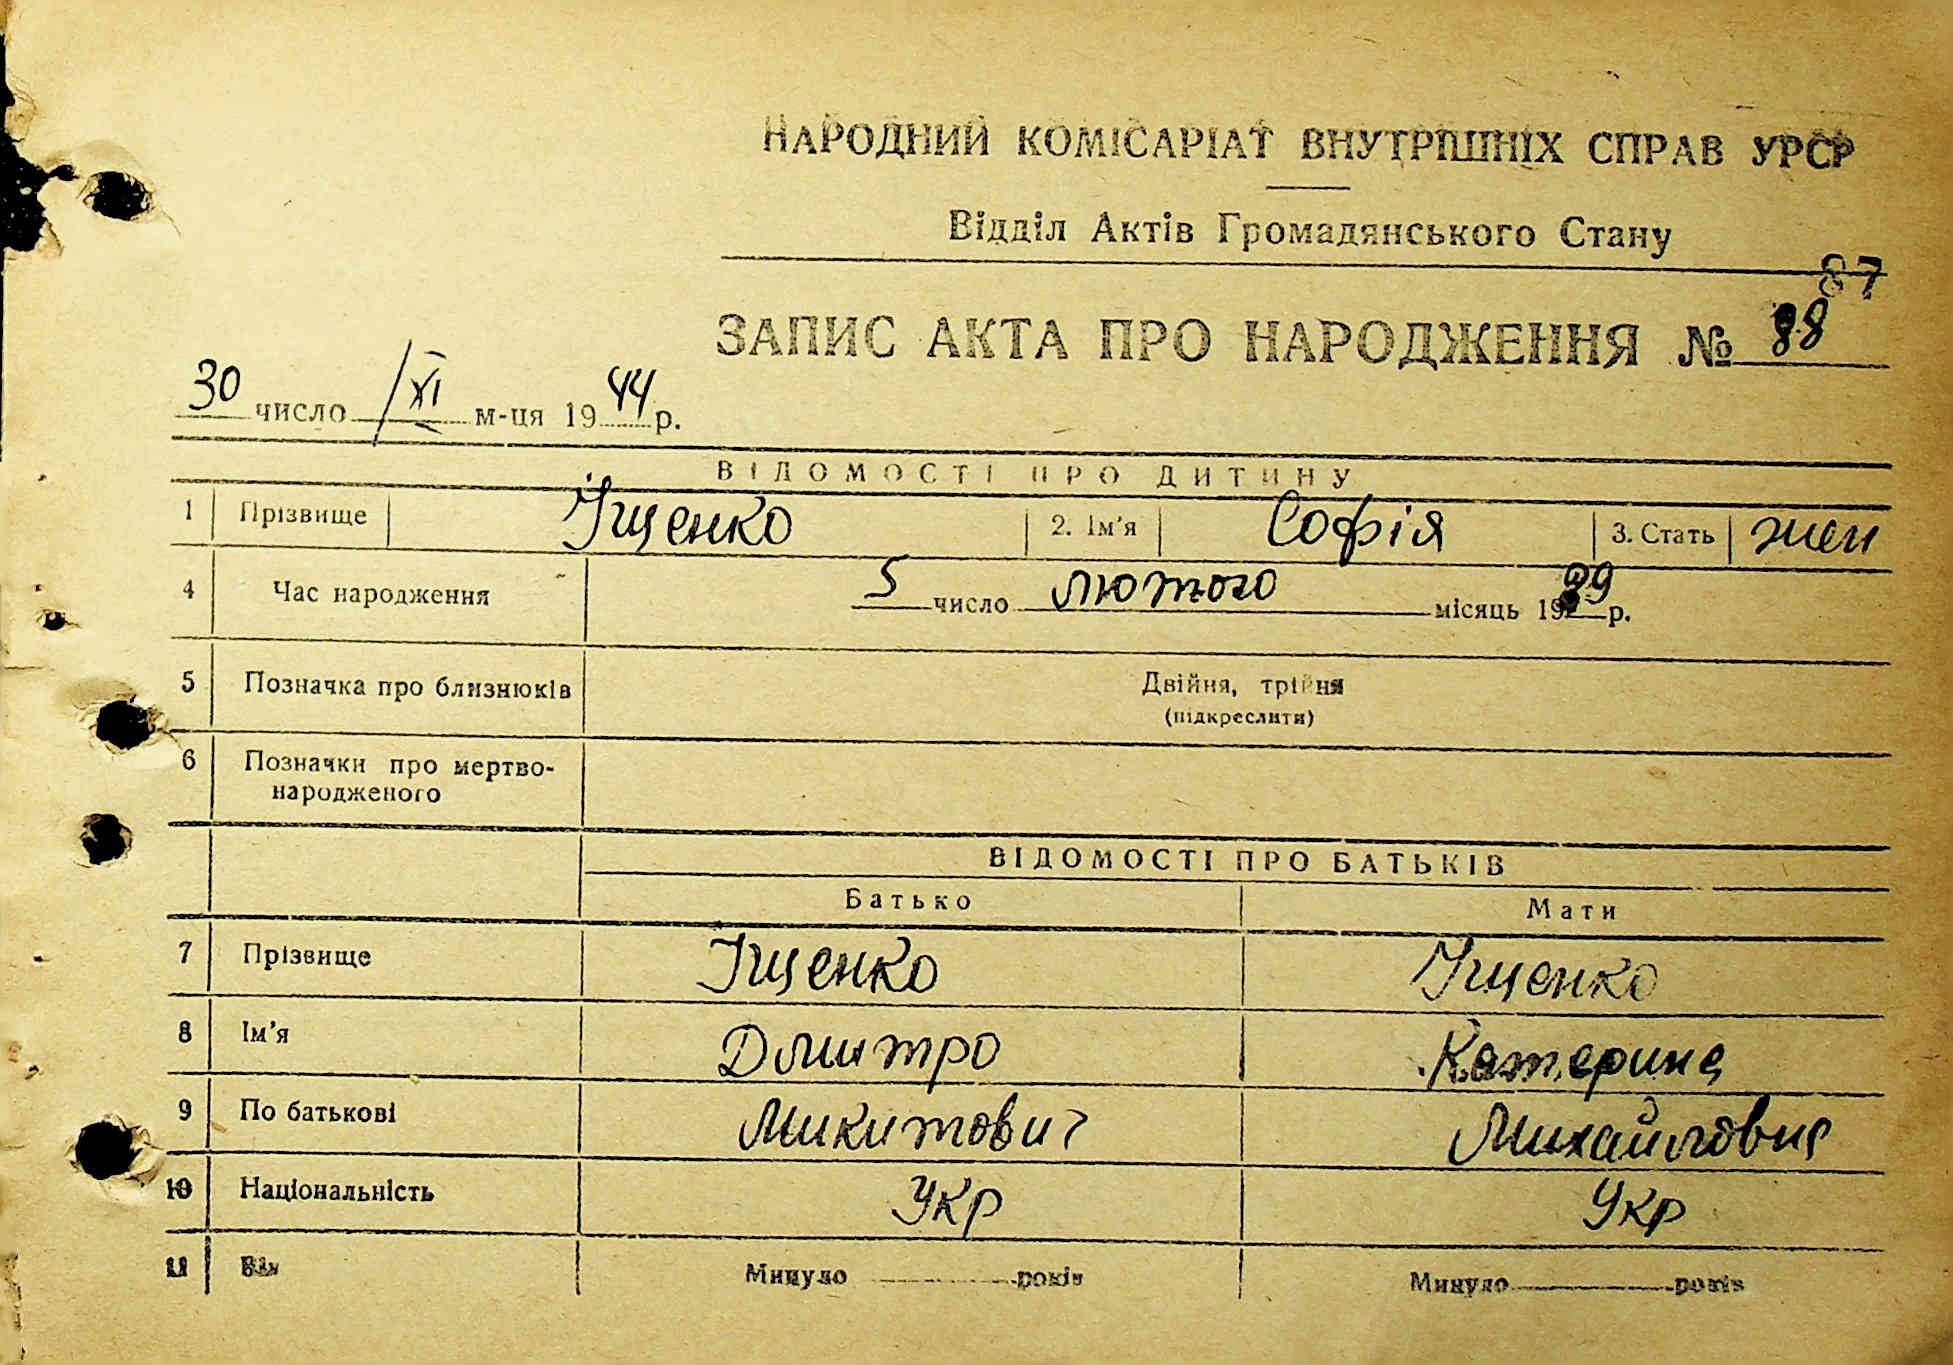 НАРОДНИЙ КОМІСАРІАТ ВНУТРІШНІХ СПРАВ УРСР
Відділ Актів Громадянського Стану
87
ЗАПИС АКТА ПРО НАРОДЖЕННЯ № 88
30 число XI м-ця 1944 р.
ВІДОМОСТІ ПРО ДИТИНУ
1 Прізвище Іщенко 2. Ім'я Софія 3. Стать жен
4 Час народження 5 число лютого місяць 19 р.
5 Позначка про близнюків Двійня, трійня
(підкреслити)
6 Позначки про мертво-
народженого
ВІДОМОСТІ ПРО БАТЬКІВ
Батько Мати
7 Прізвище Іщенко Іщенко
8 Ім'я Дмитро Катерина
9 По батькові Микитович Михайловна
10 Національність Укр Укр
11 Вік Минуло років Минуло років